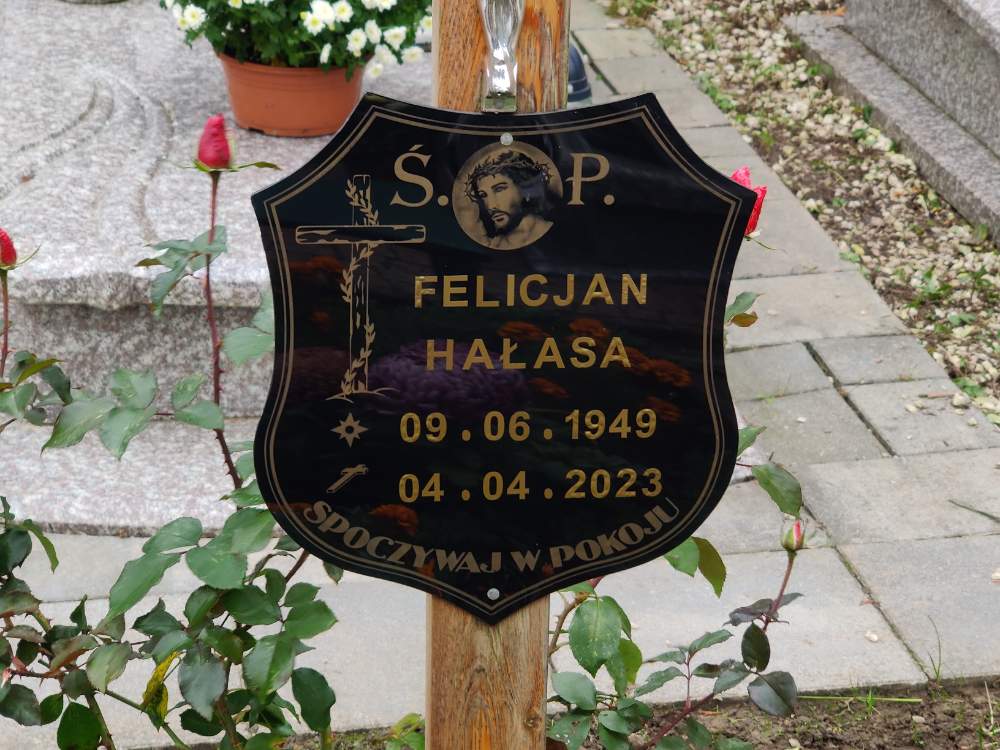 Ś. P.
FELICJAN
HAŁASA
09.06.1949
04.04.2023
SPOCZYWAJ W POKOJU